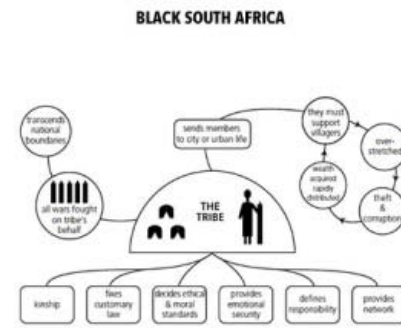 BLACK SOUTH AFRICA
transcends
national
boundaries
all wars fought
on tribe's
behalf
sends members
to city or urban life
they must
support
villagers
over-
stretched
theft
&
corruption
wealth
acquired
rapidly
distributed
THE
TRIBE
kinship
fixes
customary
law
decides ethical
& moral
standards
provides
emotional
security
defines
responsibility
provides
network